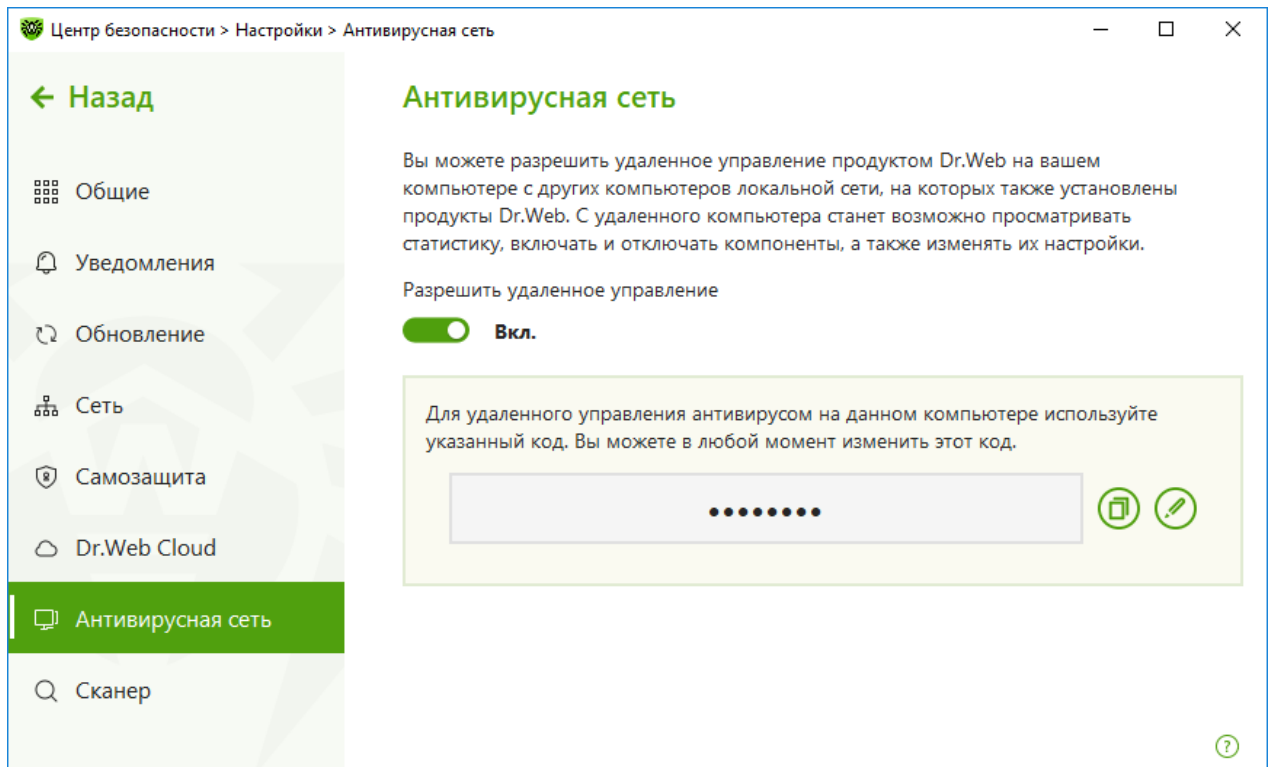 Центр безопасности > Настройки > Антивирусная сеть
Назад
Общие
Уведомления
Обновление
Сеть
Самозащита
Dr.Web Cloud
Антивирусная сеть
Сканер
Антивирусная сеть
Вы можете разрешить удаленное управление продуктом Dr.Web на вашем
компьютере с других компьютеров локальной сети, на которых также установлены
продукты Dr.Web. С удаленного компьютера станет возможно просматривать
статистику, включать и отключать компоненты, а также изменять их настройки.
Разрешить удаленное управление
Вкл.
Для удаленного управления антивирусом на данном компьютере используйте
указанный код. Вы можете в любой момент изменить этот код.
••••••••
?